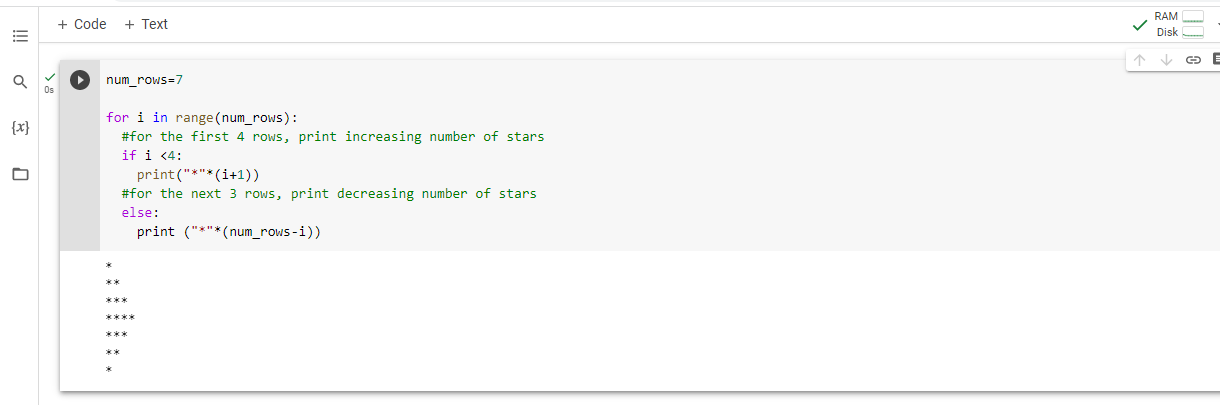 + Code + Text
RAM
Disk
{x}
0s
num_rows=7
for i in range(num_rows):
  #for the first 4 rows, print increasing number of stars
  if i <4:
    print("*"*(i+1))
  #for the next 3 rows, print decreasing number of stars
  else:
    print ("*"*(num_rows-i))
*
**
***
****
***
**
*